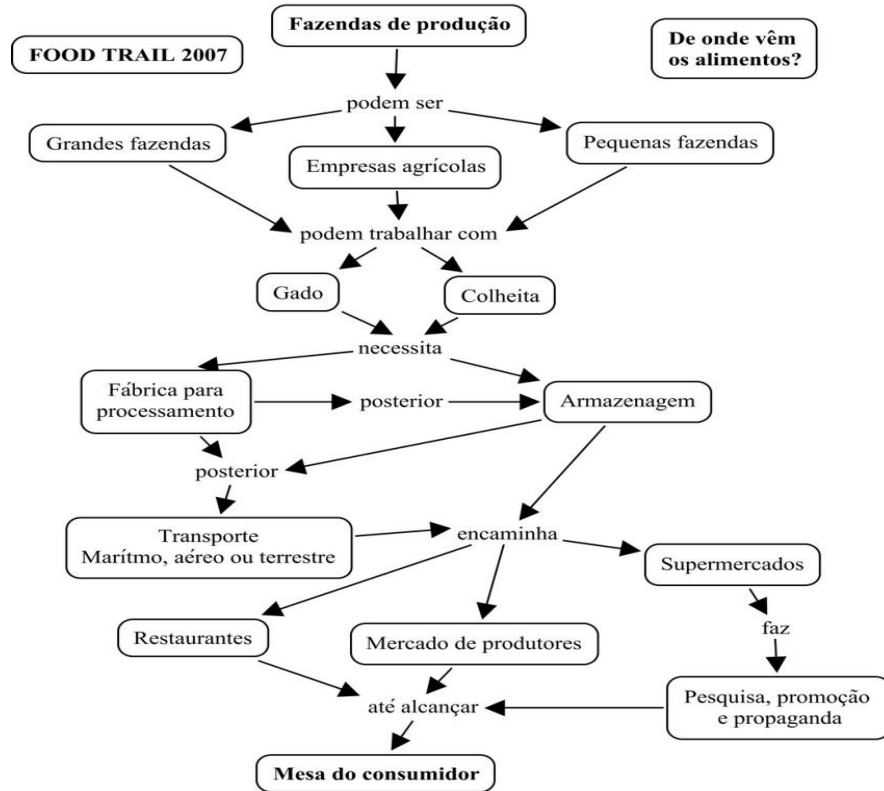 Fazendas de produção
FOOD TRAIL 2007
De onde vêm
os alimentos?
podem ser
Grandes fazendas
Empresas agrícolas
Pequenas fazendas
podem trabalhar com
Gado
Colheita
necessita
Fábrica para
processamento
posterior
Armazenagem
posterior
Transporte
Marítmo, aéreo ou terrestre
encaminha
Supermercados
Restaurantes
Mercado de produtores
faz
até alcançar
Pesquisa, promoção
e propaganda
Mesa do consumidor